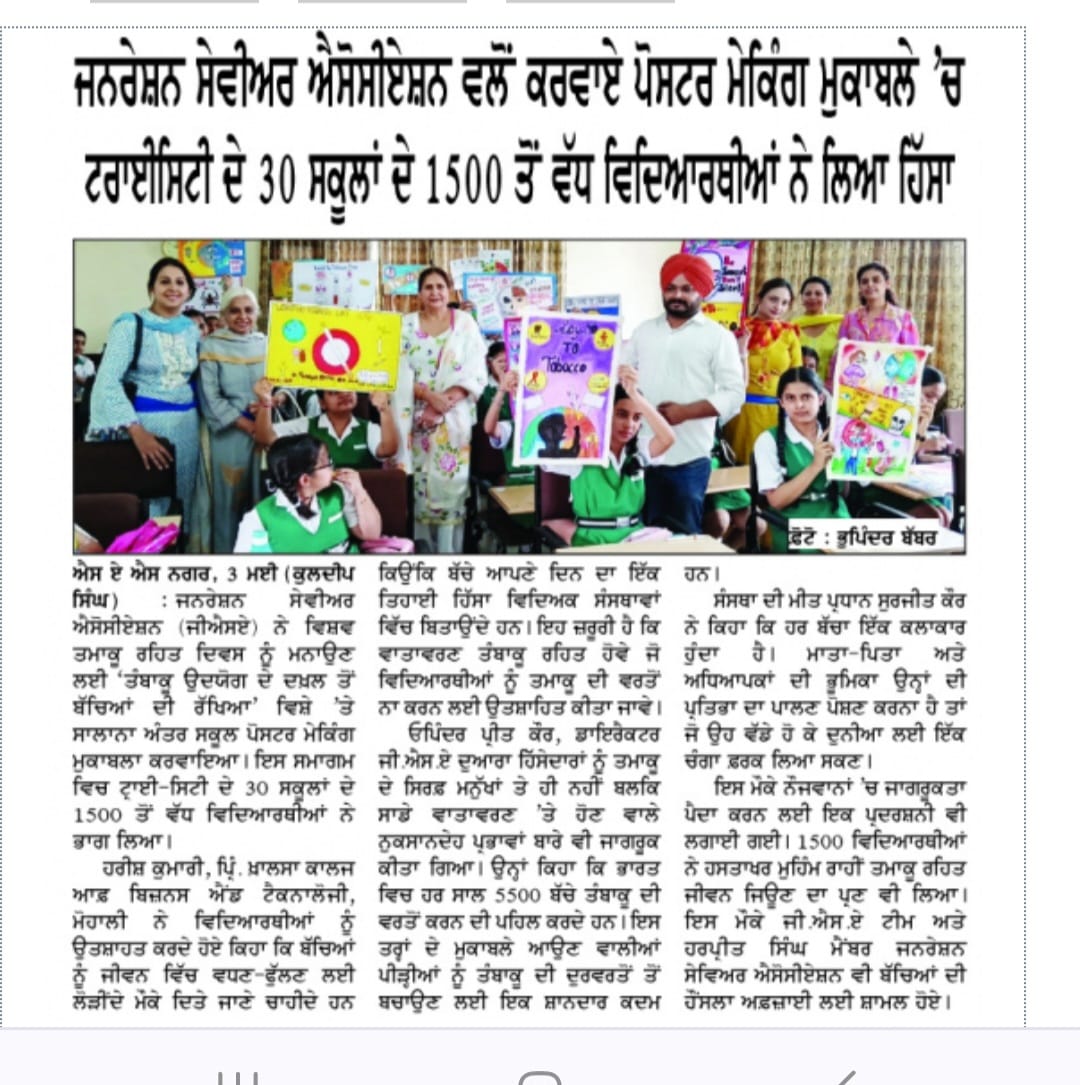 ਜਨਰੇਸ਼ਨ ਸੇਵੀਅਰ ਐਸੋਸੀਏਸ਼ਨ ਵਲੋਂ ਕਰਵਾਏ ਪੋਸਟਰ ਮੇਕਿੰਗ ਮੁਕਾਬਲੇ ’ਚ
ਟਰਾਈਸਿਟੀ ਦੇ 30 ਸਕੂਲਾਂ ਦੇ 1500 ਤੋਂ ਵੱਧ ਵਿਦਿਆਰਥੀਆਂ ਨੇ ਲਿਆ ਹਿੱਸਾ
TO
Tobacco
ਫ਼ੋਟੋ : ਭੁਪਿੰਦਰ ਬੱਬਰ
ਐਸ ਏ ਐਸ ਨਗਰ, 3 ਮਈ (ਕੁਲਦੀਪ
ਸਿੰਘ) : ਜਨਰੇਸ਼ਨ ਸੇਵੀਅਰ
ਐਸੋਸੀਏਸ਼ਨ (ਜੀਐਸਏ) ਨੇ ਵਿਸ਼ਵ
ਤਮਾਕੂ ਰਹਿਤ ਦਿਵਸ ਨੂੰ ਮਨਾਉਣ
ਲਈ ‘ਤੰਬਾਕੂ ਉਦਯੋਗ ਦੇ ਦਖ਼ਲ ਤੋਂ
ਬੱਚਿਆਂ ਦੀ ਰੱਖਿਆ’ ਵਿਸ਼ੇ ’ਤੇ
ਸਾਲਾਨਾ ਅੰਤਰ ਸਕੂਲ ਪੋਸਟਰ ਮੇਕਿੰਗ
ਮੁਕਾਬਲਾ ਕਰਵਾਇਆ। ਇਸ ਸਮਾਗਮ
ਵਿਚ ਟ੍ਰਾਈ-ਸਿਟੀ ਦੇ 30 ਸਕੂਲਾਂ ਦੇ
1500 ਤੋਂ ਵੱਧ ਵਿਦਿਆਰਥੀਆਂ ਨੇ
ਭਾਗ ਲਿਆ।
ਹਰੀਸ਼ ਕੁਮਾਰੀ, ਪ੍ਰਿੰ. ਖ਼ਾਲਸਾ ਕਾਲਜ
ਆਫ਼ ਬਿਜ਼ਨਸ ਐਂਡ ਟੈਕਨਾਲੋਜੀ,
ਮੋਹਾਲੀ ਨੇ ਵਿਦਿਆਰਥੀਆਂ ਨੂੰ
ਉਤਸ਼ਾਹਤ ਕਰਦੇ ਹੋਏ ਕਿਹਾ ਕਿ ਬੱਚਿਆਂ
ਨੂੰ ਜੀਵਨ ਵਿੱਚ ਵਧਣ-ਫੁੱਲਣ ਲਈ
ਲੋੜੀਂਦੇ ਮੌਕੇ ਦਿਤੇ ਜਾਣੇ ਚਾਹੀਦੇ ਹਨ
ਕਿਉਂਕਿ ਬੱਚੇ ਆਪਣੇ ਦਿਨ ਦਾ ਇੱਕ
ਤਿਹਾਈ ਹਿੱਸਾ ਵਿਦਿਅਕ ਸੰਸਥਾਵਾਂ
ਵਿੱਚ ਬਿਤਾਉਂਦੇ ਹਨ। ਇਹ ਜ਼ਰੂਰੀ ਹੈ ਕਿ
ਵਾਤਾਵਰਣ ਤੰਬਾਕੂ ਰਹਿਤ ਹੋਵੇ ਜੋ
ਵਿਦਿਆਰਥੀਆਂ ਨੂੰ ਤਮਾਕੂ ਦੀ ਵਰਤੋਂ
ਨਾ ਕਰਨ ਲਈ ਉਤਸ਼ਾਹਿਤ ਕੀਤਾ ਜਾਵੇ।
ਓਪਿੰਦਰ ਪ੍ਰੀਤ ਕੌਰ, ਡਾਇਰੈਕਟਰ
ਜੀ.ਐਸ.ਏ ਦੁਆਰਾ ਹਿੱਸੇਦਾਰਾਂ ਨੂੰ ਤਮਾਕੂ
ਦੇ ਸਿਰਫ਼ ਮਨੁੱਖਾਂ ਤੇ ਹੀ ਨਹੀਂ ਬਲਕਿ
ਸਾਡੇ ਵਾਤਾਵਰਣ ’ਤੇ ਹੋਣ ਵਾਲੇ
ਨੁਕਸਾਨਦੇਹ ਪ੍ਰਭਾਵਾਂ ਬਾਰੇ ਵੀ ਜਾਗਰੂਕ
ਕੀਤਾ ਗਿਆ। ਉਨ੍ਹਾਂ ਕਿਹਾ ਕਿ ਭਾਰਤ
ਵਿਚ ਹਰ ਸਾਲ 5500 ਬੱਚੇ ਤੰਬਾਕੂ ਦੀ
ਵਰਤੋਂ ਕਰਨ ਦੀ ਪਹਿਲ ਕਰਦੇ ਹਨ। ਇਸ
ਤਰ੍ਹਾਂ ਦੇ ਮੁਕਾਬਲੇ ਆਉਣ ਵਾਲੀਆਂ
ਪੀੜ੍ਹੀਆਂ ਨੂੰ ਤੰਬਾਕੂ ਦੀ ਦੁਰਵਰਤੋਂ ਤੋਂ
ਬਚਾਉਣ ਲਈ ਇਕ ਸ਼ਾਨਦਾਰ ਕਦਮ
ਹਨ।
ਸੰਸਥਾ ਦੀ ਮੀਤ ਪ੍ਰਧਾਨ ਸੁਰਜੀਤ ਕੌਰ
ਨੇ ਕਿਹਾ ਕਿ ਹਰ ਬੱਚਾ ਇੱਕ ਕਲਾਕਾਰ
ਹੁੰਦਾ ਹੈ। ਮਾਤਾ-ਪਿਤਾ ਅਤੇ
ਅਧਿਆਪਕਾਂ ਦੀ ਭੂਮਿਕਾ ਉਨ੍ਹਾਂ ਦੀ
ਪ੍ਰਤਿਭਾ ਦਾ ਪਾਲਣ ਪੋਸ਼ਣ ਕਰਨਾ ਹੈ ਤਾਂ
ਜੋ ਉਹ ਵੱਡੇ ਹੋ ਕੇ ਦੁਨੀਆ ਲਈ ਇੱਕ
ਚੰਗਾ ਫ਼ਰਕ ਲਿਆ ਸਕਣ।
ਇਸ ਮੌਕੇ ਨੌਜਵਾਨਾਂ ’ਚ ਜਾਗਰੂਕਤਾ
ਪੈਦਾ ਕਰਨ ਲਈ ਇਕ ਪ੍ਰਦਰਸ਼ਨੀ ਵੀ
ਲਗਾਈ ਗਈ। 1500 ਵਿਦਿਆਰਥੀਆਂ
ਨੇ ਹਸਤਾਖਰ ਮੁਹਿੰਮ ਰਾਹੀਂ ਤਮਾਕੂ ਰਹਿਤ
ਜੀਵਨ ਜਿਊਣ ਦਾ ਪ੍ਰਣ ਵੀ ਲਿਆ।
ਇਸ ਮੌਕੇ ਜੀ.ਐਸ.ਏ ਟੀਮ ਅਤੇ
ਹਰਪ੍ਰੀਤ ਸਿੰਘ ਮੈਂਬਰ ਜਨਰੇਸ਼ਨ
ਸੇਵਿਅਰ ਐਸੋਸੀਏਸ਼ਨ ਵੀ ਬੱਚਿਆਂ ਦੀ
ਹੌਂਸਲਾ ਅਫ਼ਜ਼ਾਈ ਲਈ ਸ਼ਾਮਲ ਹੋਏ।